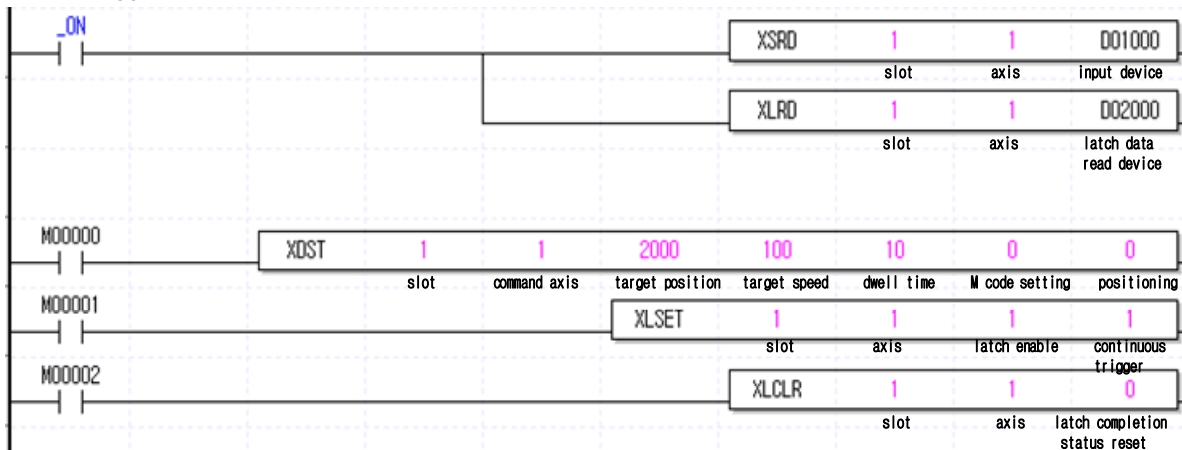 _ON
XSRD 1 1 D01000
slot axis input device
XLRD 1 1 D02000
slot axis latch data
read device
M00000
XDST 1 1 2000 100 10 0 0
slot command axis target position target speed dwell time M code setting positioning
M00001
XLSET 1 1 1 1
slot axis latch enable continuous
trigger
M00002
XLCLR 1 1 0
slot axis latch completion
status reset